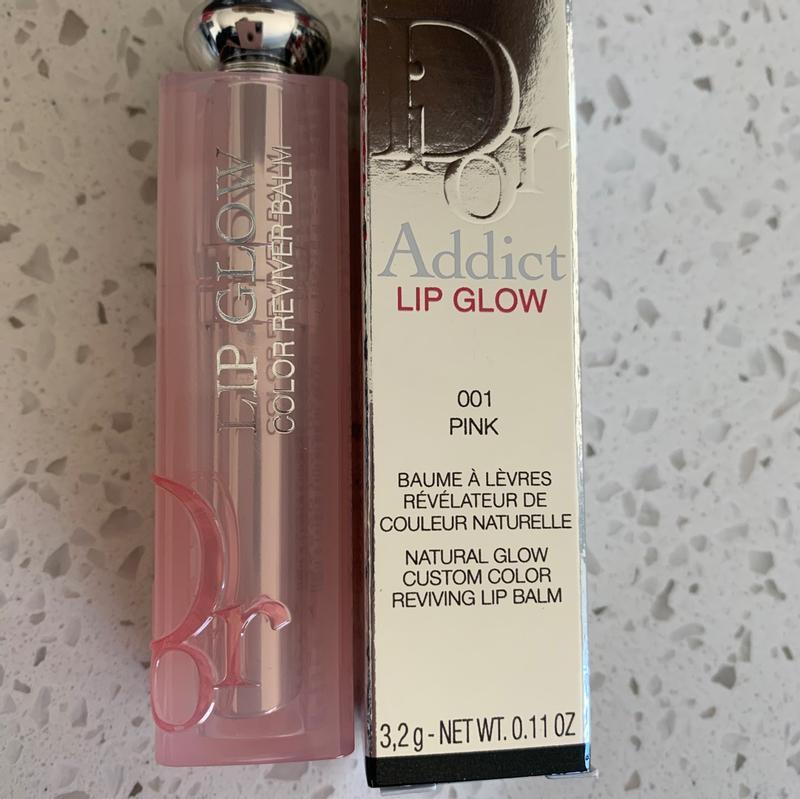 LIP GLOW
COLOR REVIVER BALM
Dior
Dior
Addict
LIP GLOW
001
PINK
BAUME À LÈVRES
RÉVÉLATEUR DE
COULEUR NATURELLE
NATURAL GLOW
CUSTOM COLOR
REVIVING LIP BALM
3,2 g - NET WT. 0.11 OZ